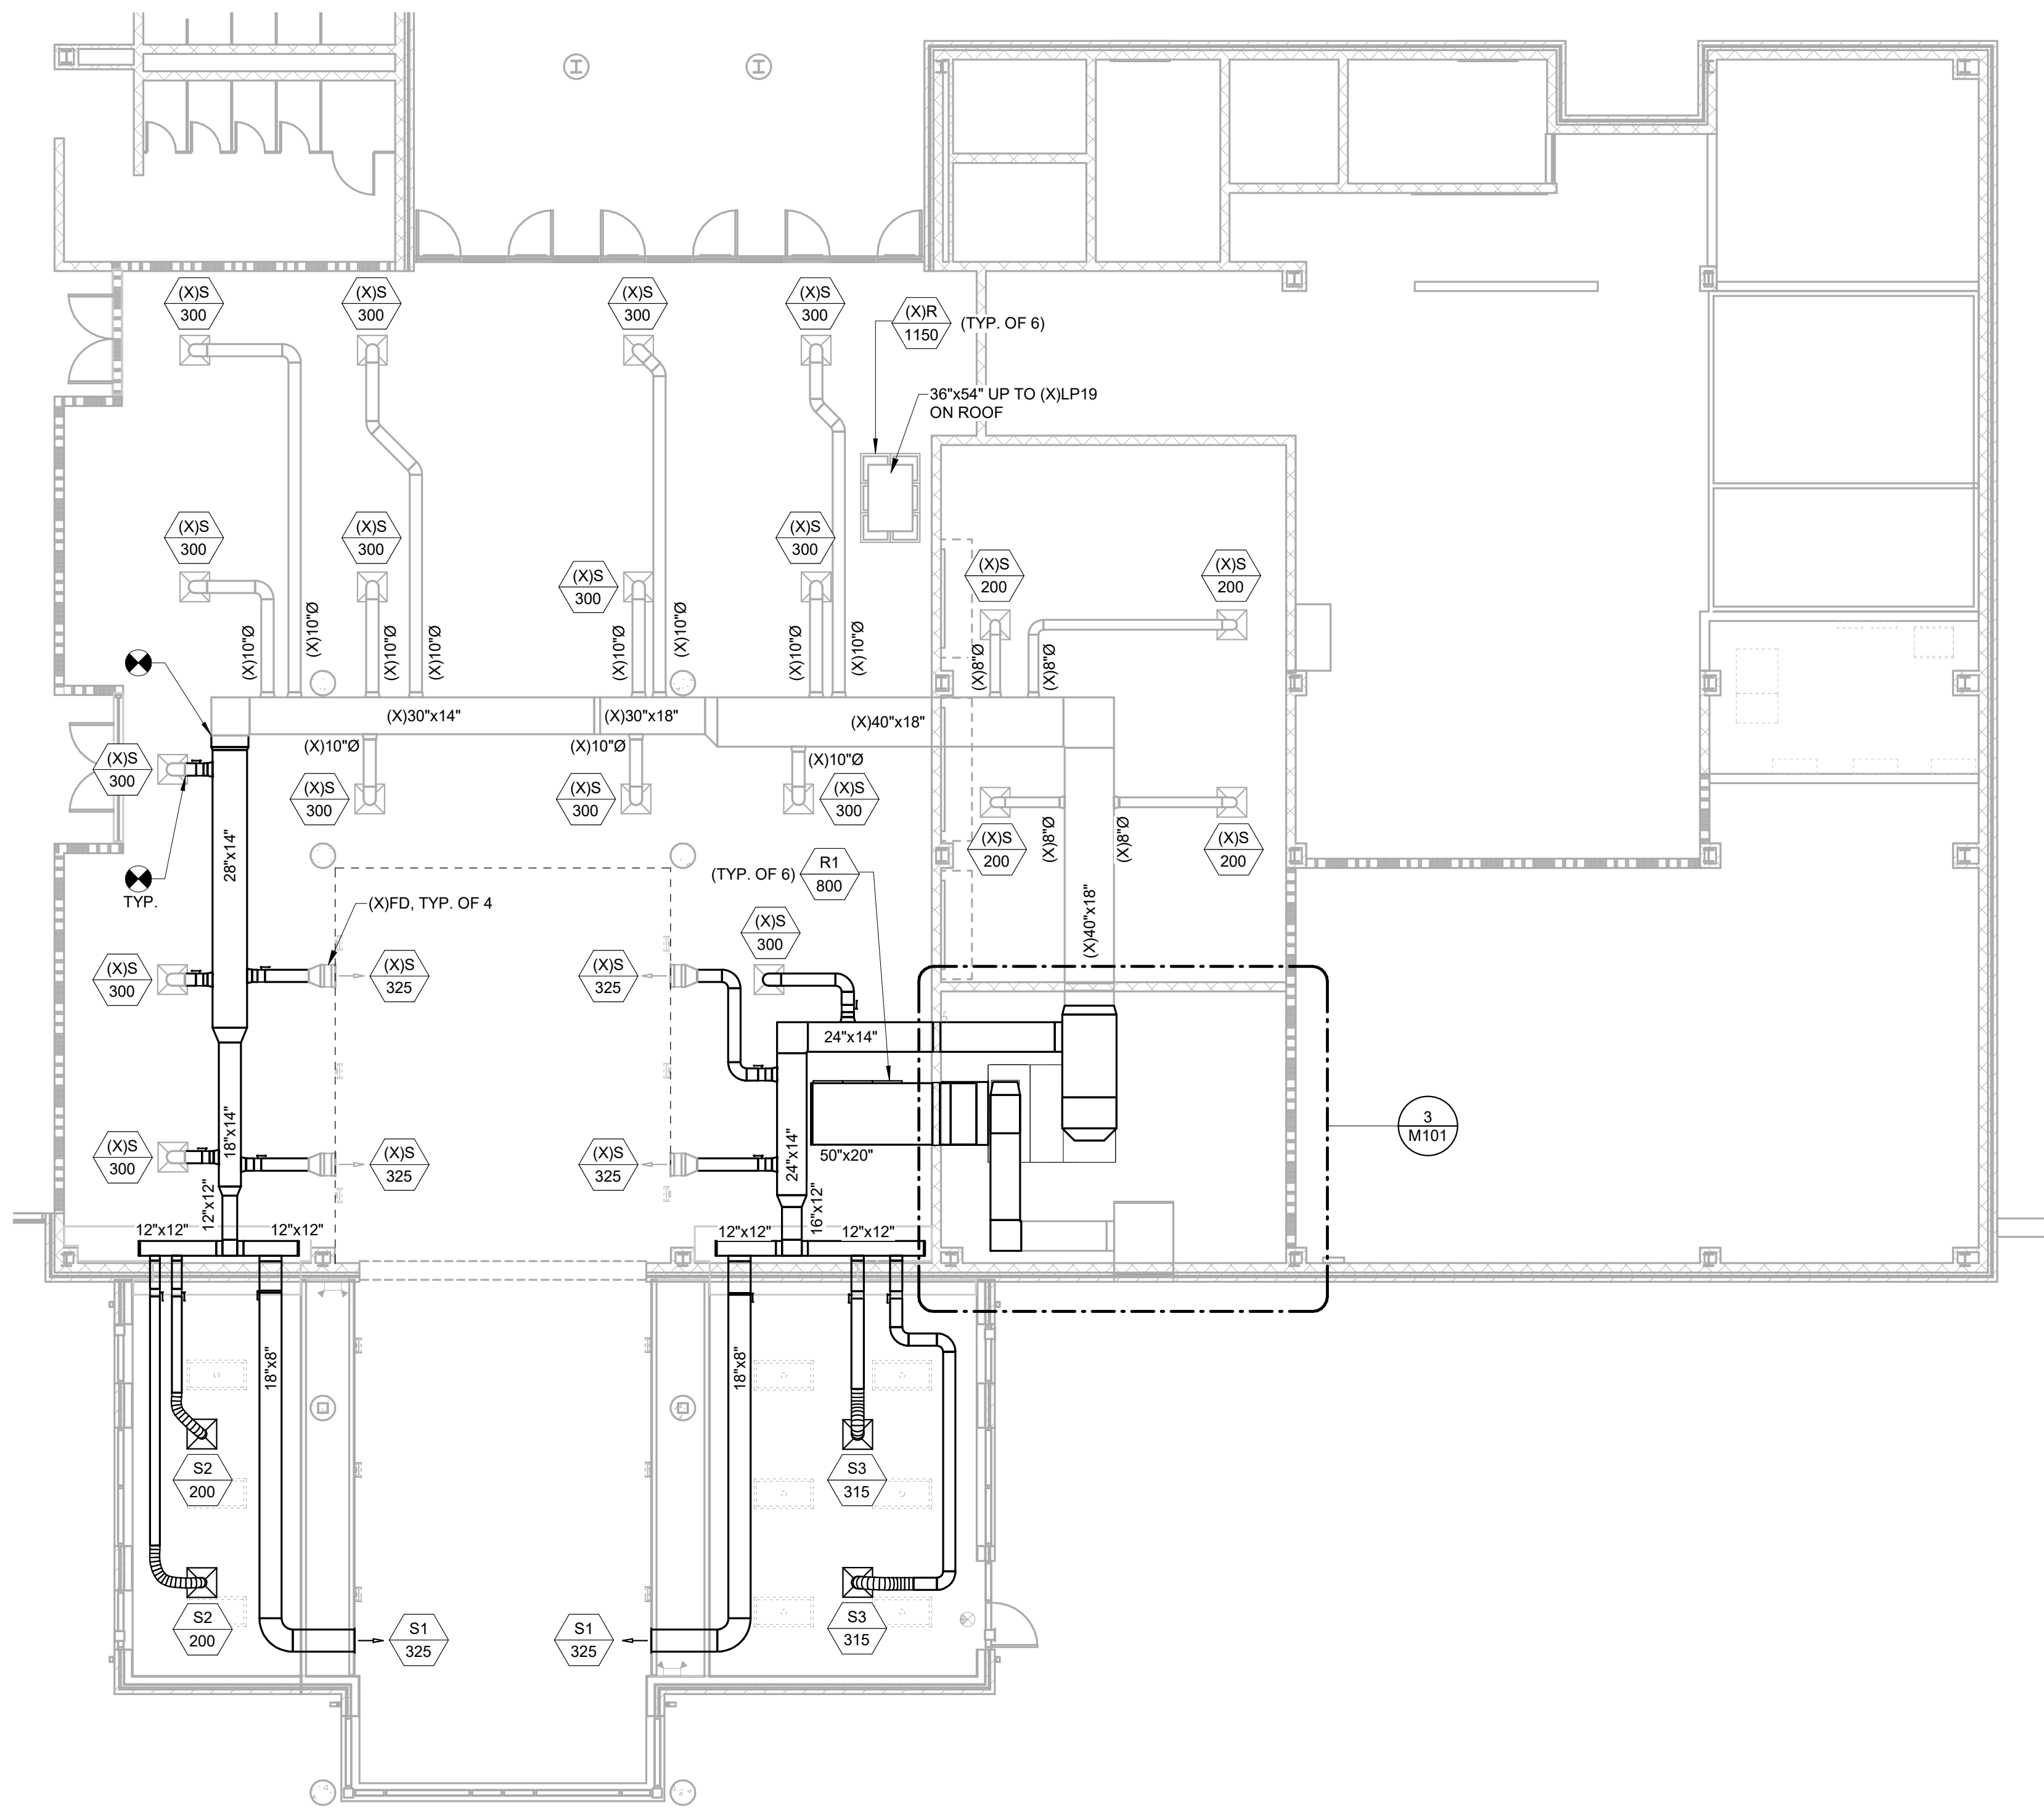 (X)S
300
(X)S
300
(X)S
300
(X)S
300
(X)R
1150
(TYP. OF 6)
36"x54" UP TO (X)LP19
ON ROOF
(X)S
300
(X)S
300
(X)S
300
(X)S
300
(X)S
200
(X)S
200
(X)10"Ø
(X)10"Ø
(X)10"Ø
(X)10"Ø
(X)10"Ø
(X)10"Ø
(X)10"Ø
(X)10"Ø
(X)8"Ø
(X)8"Ø
(X)30"x14"
(X)30"x18"
(X)40"x18"
(X)10"Ø
(X)10"Ø
(X)10"Ø
(X)S
300
(X)S
300
(X)S
300
(X)S
300
28"x14"
(X)S
200
(X)8"Ø
(X)8"Ø
(X)S
200
TYP.
(X)FD, TYP. OF 4
(TYP. OF 6)
R1
800
(X)S
300
(X)40"x18"
(X)S
300
(X)S
325
(X)S
325
24"x14"
3
M101
(X)S
300
18"x14"
(X)S
325
(X)S
325
24"x14"
50"x20"
12"x12"
16"x12"
12"x12"
12"x12"
12"x12"
12"x12"
18"x8"
18"x8"
S2
200
S3
315
S2
200
S1
325
S1
325
S3
315